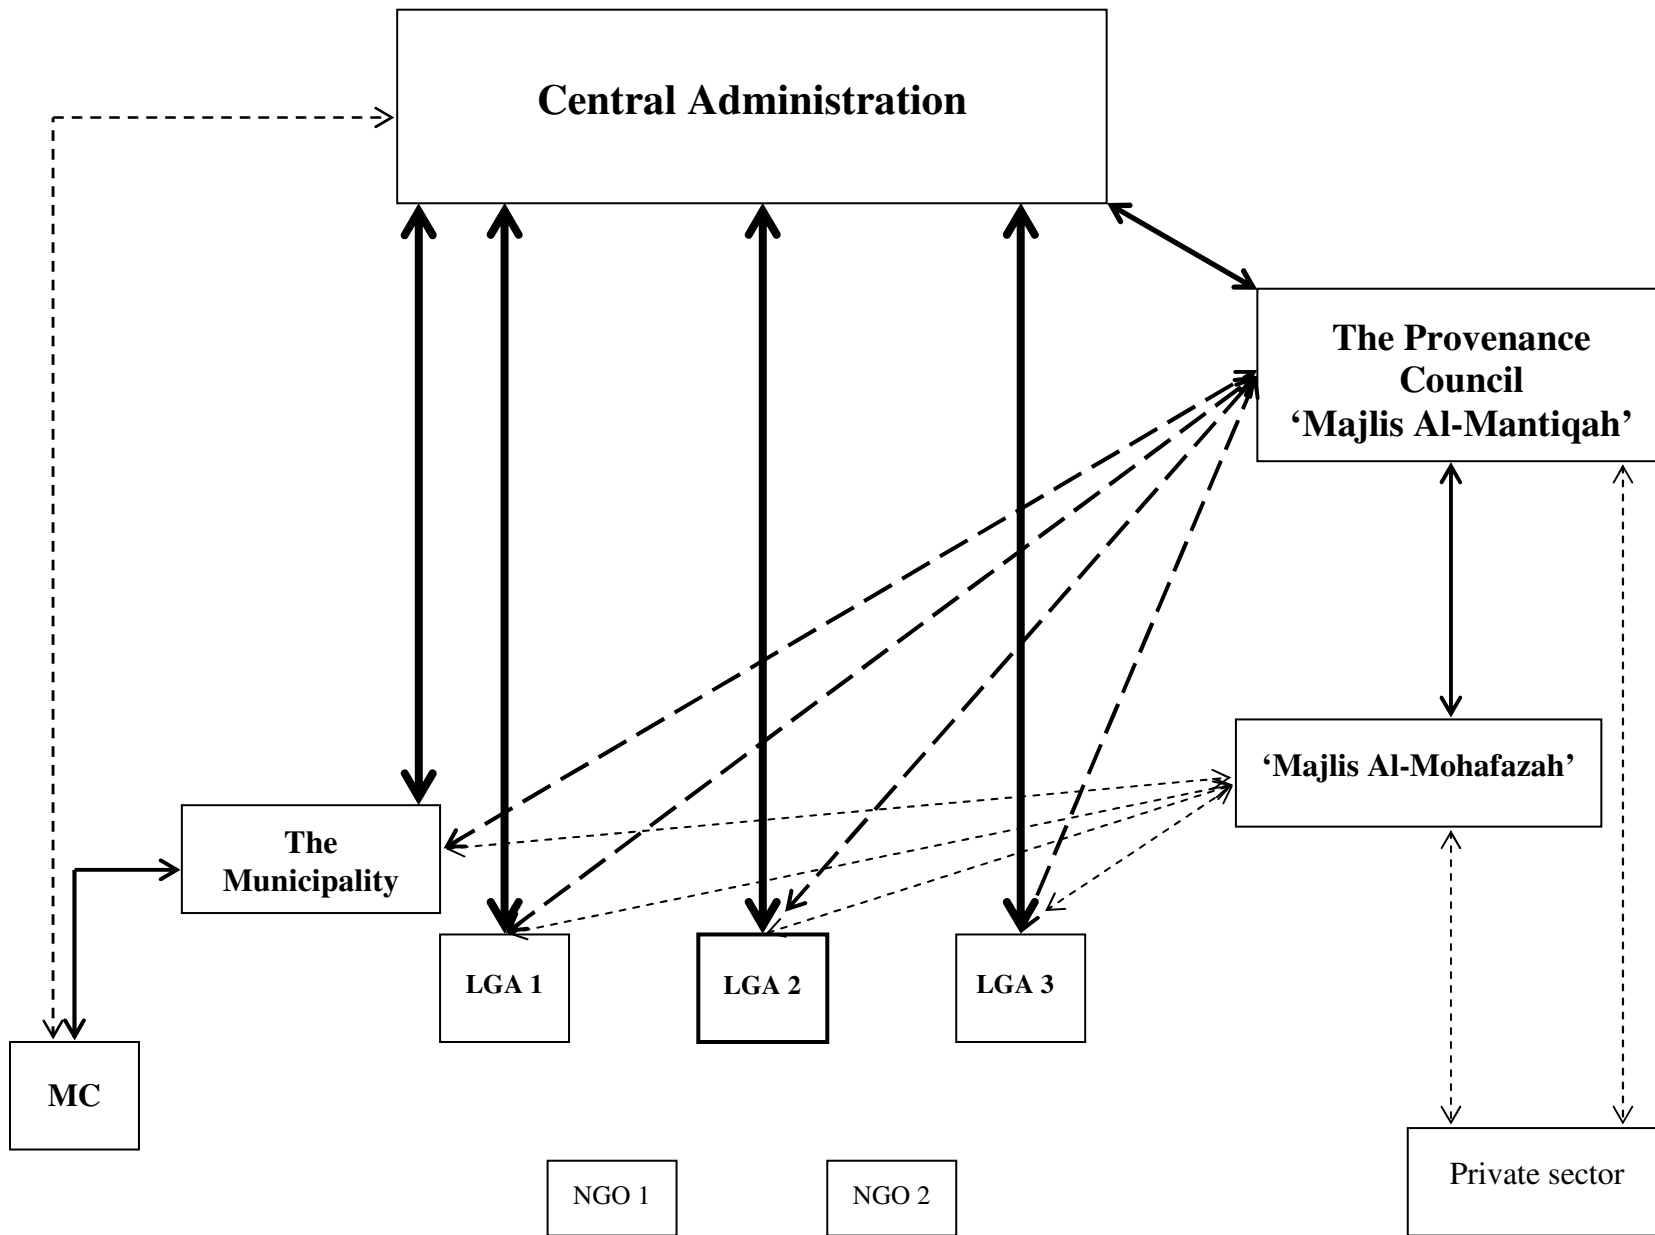 Central Administration
The Provenance
Council
‘Majlis Al-Mantiqah’
‘Majlis Al-Mohafazah’
The
Municipality
LGA 1
LGA 2
LGA 3
MC
NGO 1
NGO 2
Private sector